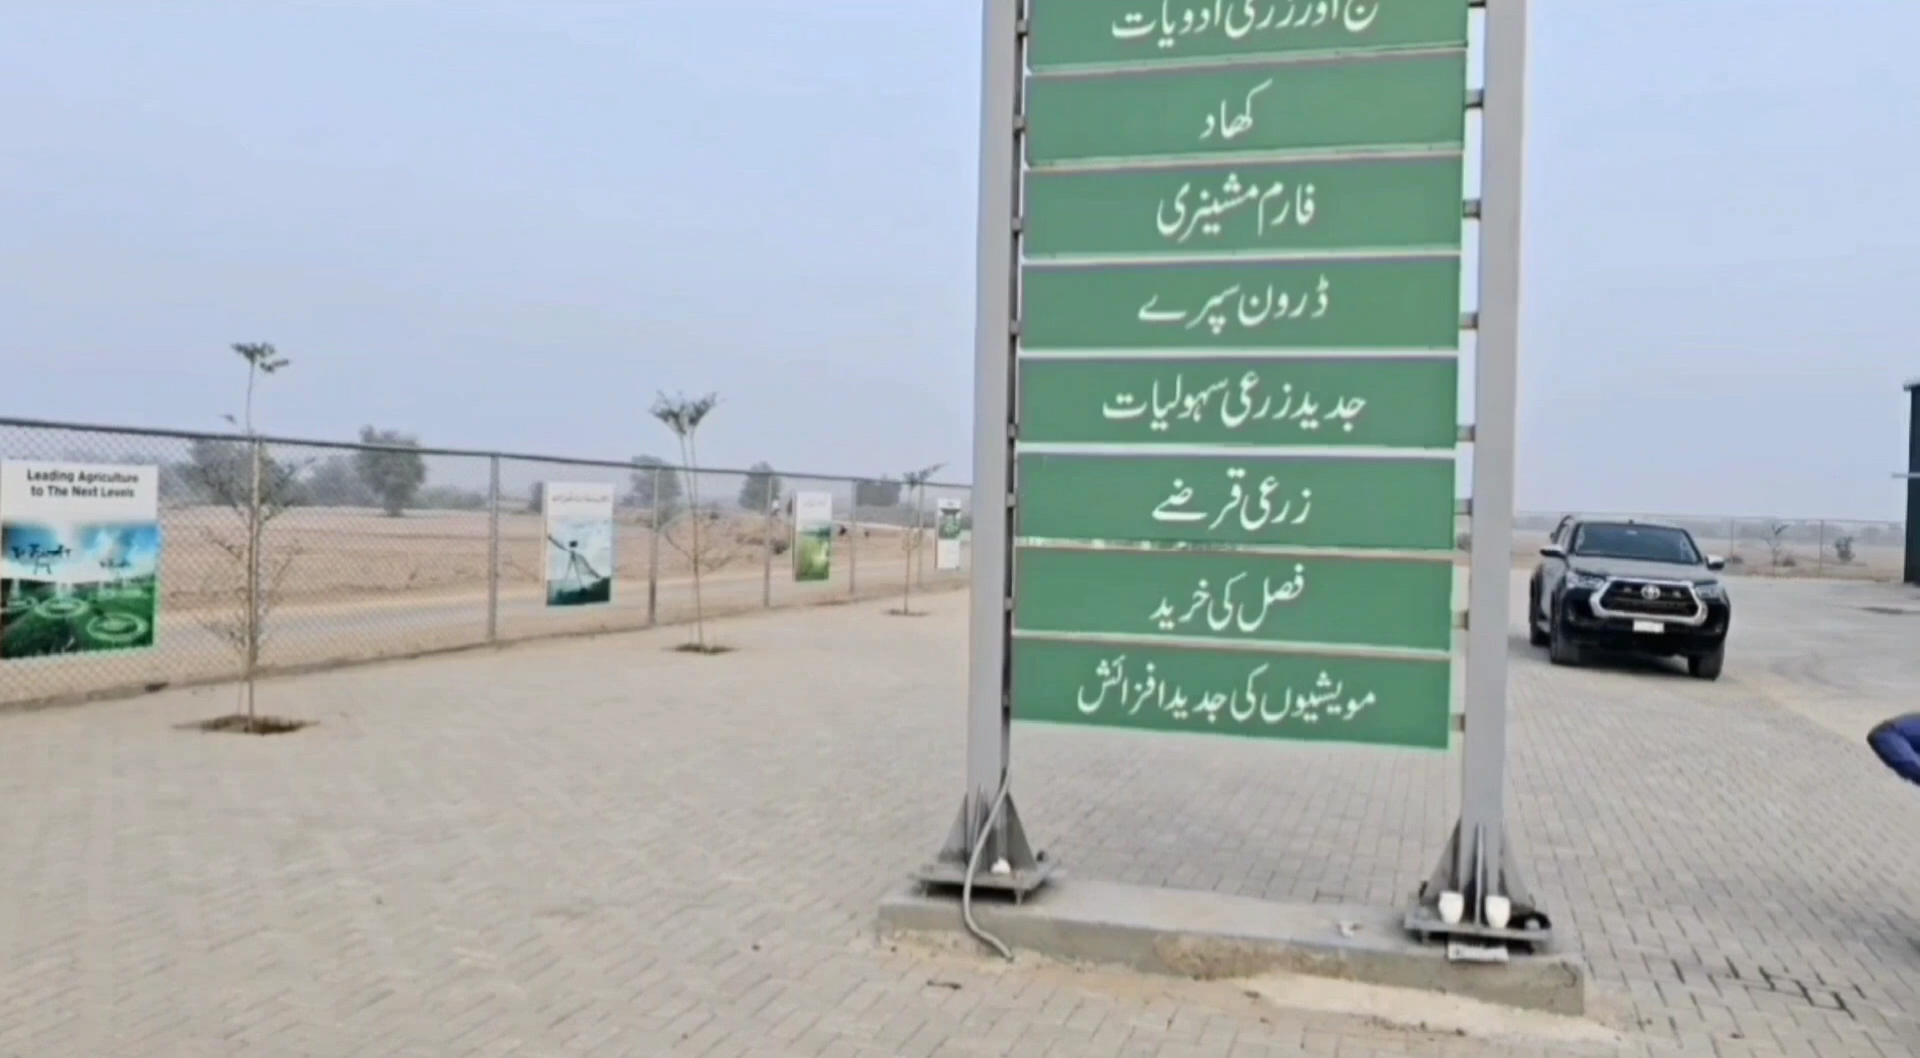 اور زرعی ادویات
کھاد
فارم مشینری
ڈرون سپرے
جدید زرعی سہولیات
زرعی قرضے
فصل کی خرید
مویشیوں کی جدید افزائش
Leading Agriculture
to The Next Levels